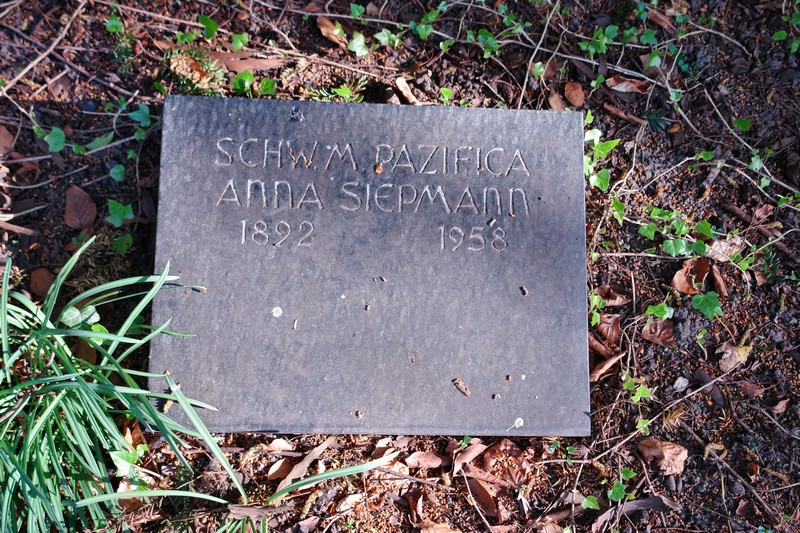 SCHW. M. PAZIFICA
ANNA SIEPMANN
1892 1958